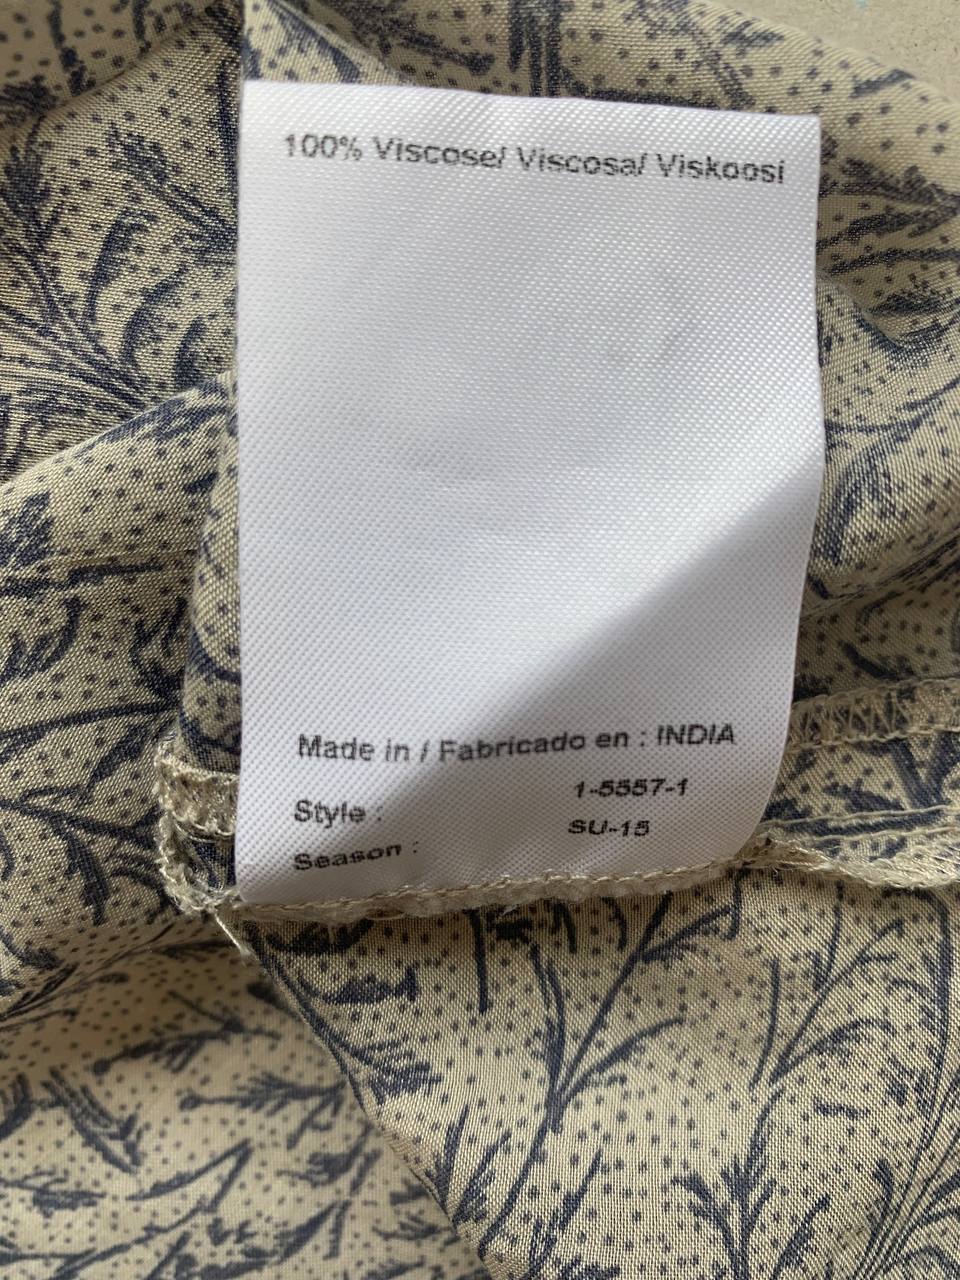 100% Viscose/ Viscosa/ Viskoosi
Made in / Fabricado en : INDIA
Style : 1-5557-1
Season : SU-15